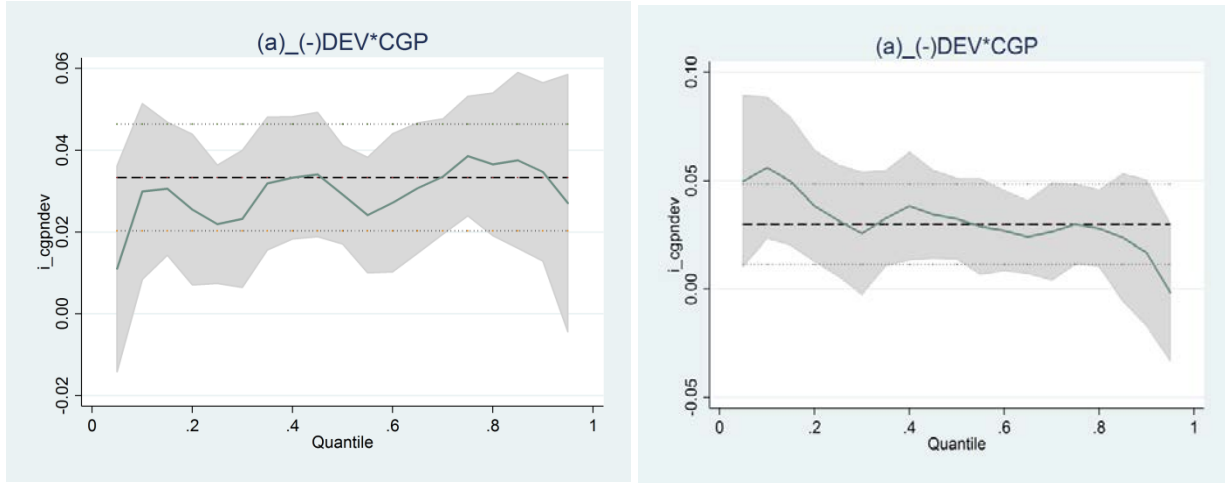 (a)_(-)DEV*CGP
0.06
0.04
0.02
0.00
-0.02
i_cgpndev
0 .2 .4 .6 .8 1
Quantile
(a)_(-)DEV*CGP
0.10
0.05
0.00
-0.05
i_cgpndev
0 .2 .4 .6 .8 1
Quantile